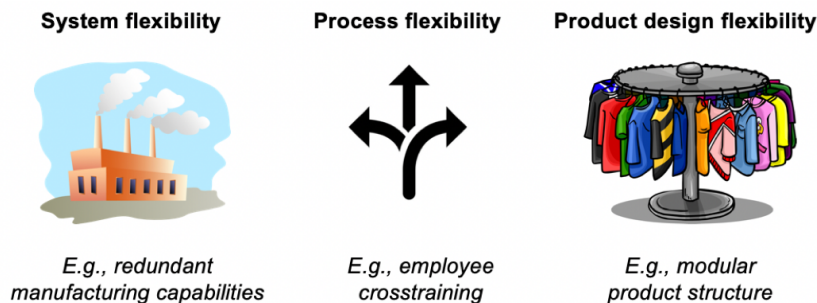 System flexibility
Process flexibility
Product design flexibility
E.g., redundant
manufacturing capabilities
E.g., employee
crosstraining
E.g., modular
product structure